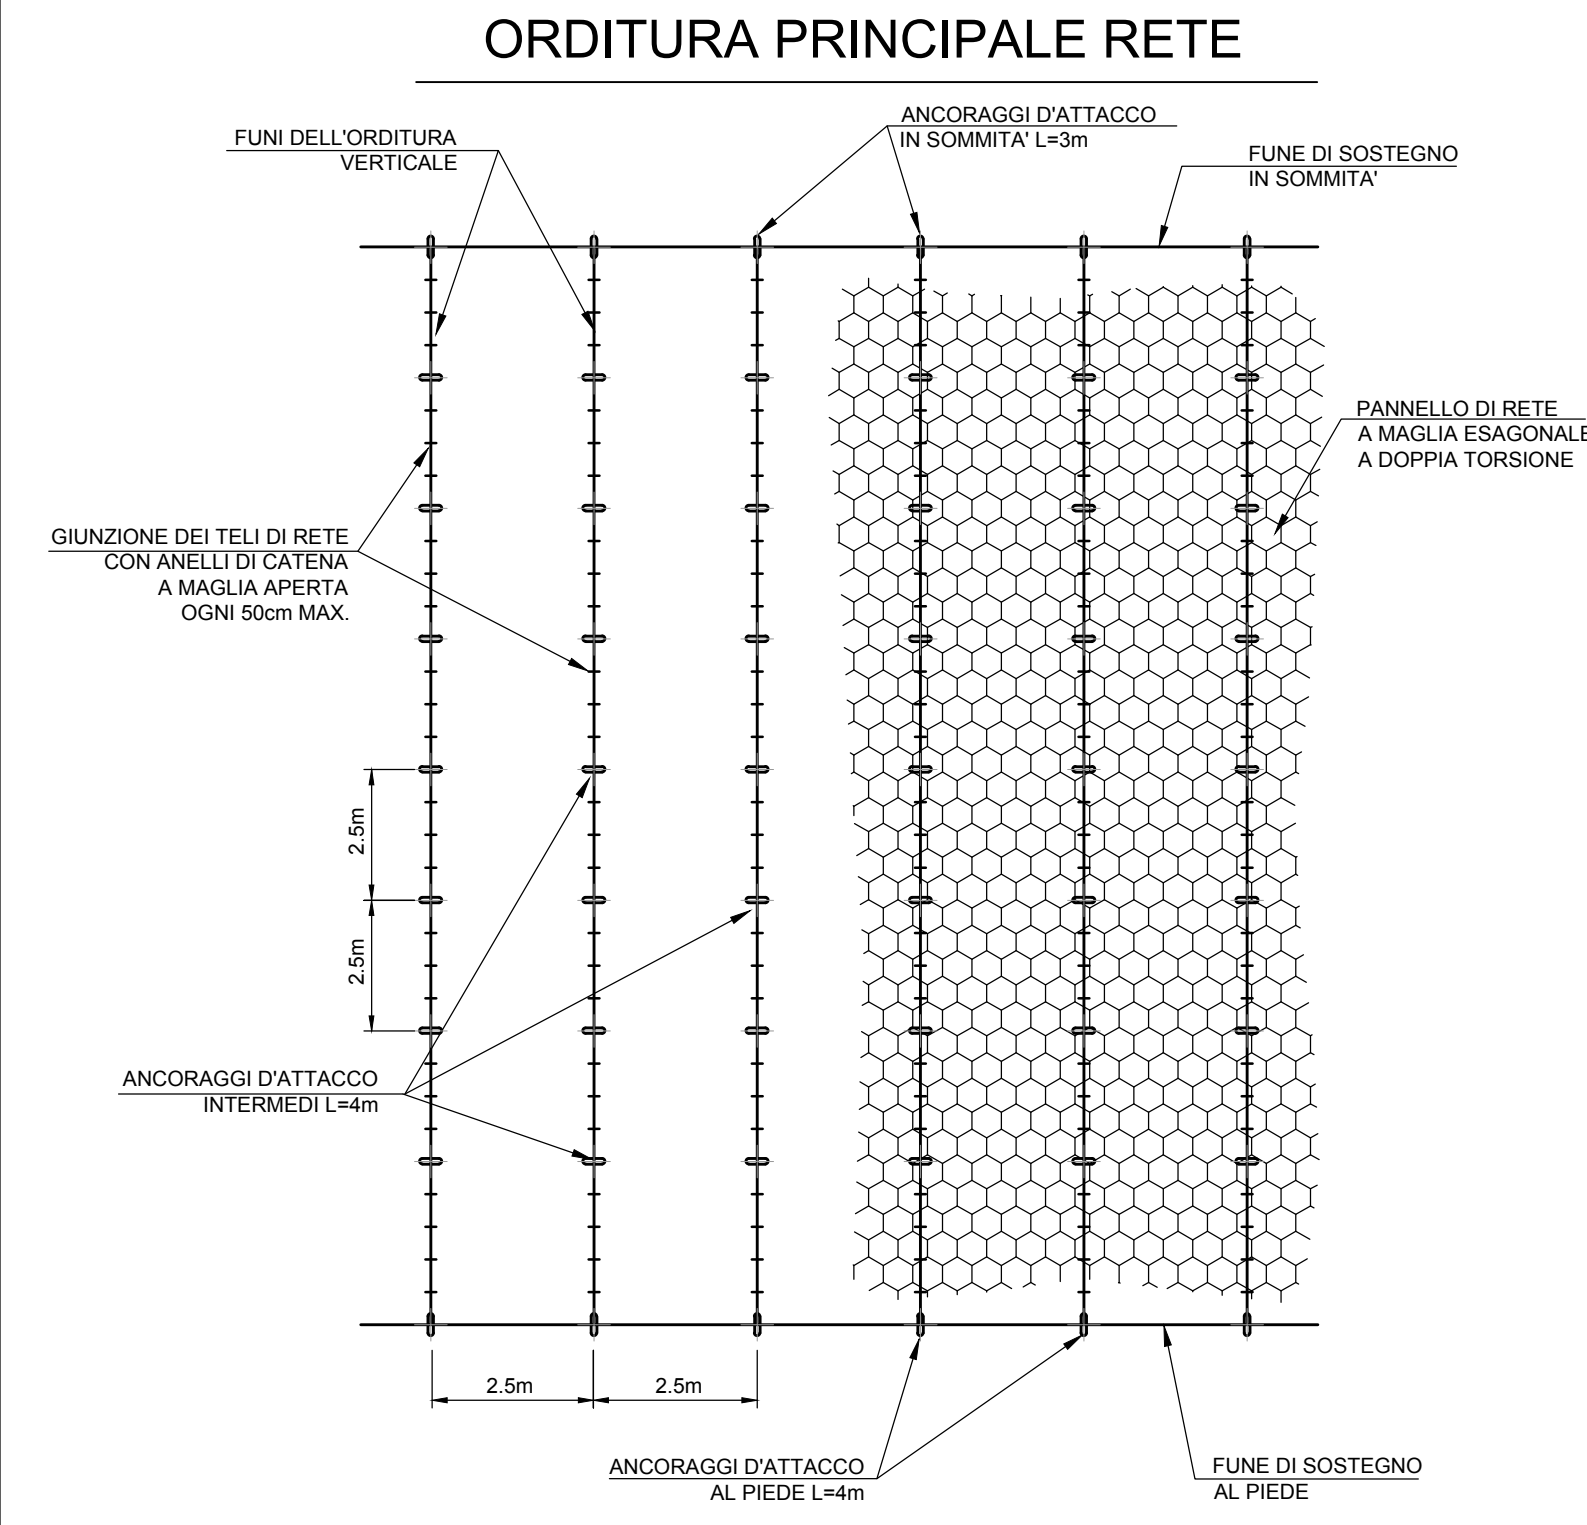 ORDITURA PRINCIPALE RETE
FUNI DELL'ORDITURA
VERTICALE
ANCORAGGI D'ATTACCO
IN SOMMITA' L=3m
FUNE DI SOSTEGNO
IN SOMMITA'
PANNELLO DI RETE
A MAGLIA ESAGONALE
A DOPPIA TORSIONE
GIUNZIONE DEI TELI DI RETE
CON ANELLI DI CATENA
A MAGLIA APERTA
OGNI 50cm MAX.
2.5m
2.5m
ANCORAGGI D'ATTACCO
INTERMEDI L=4m
2.5m
2.5m
ANCORAGGI D'ATTACCO
AL PIEDE L=4m
FUNE DI SOSTEGNO
AL PIEDE